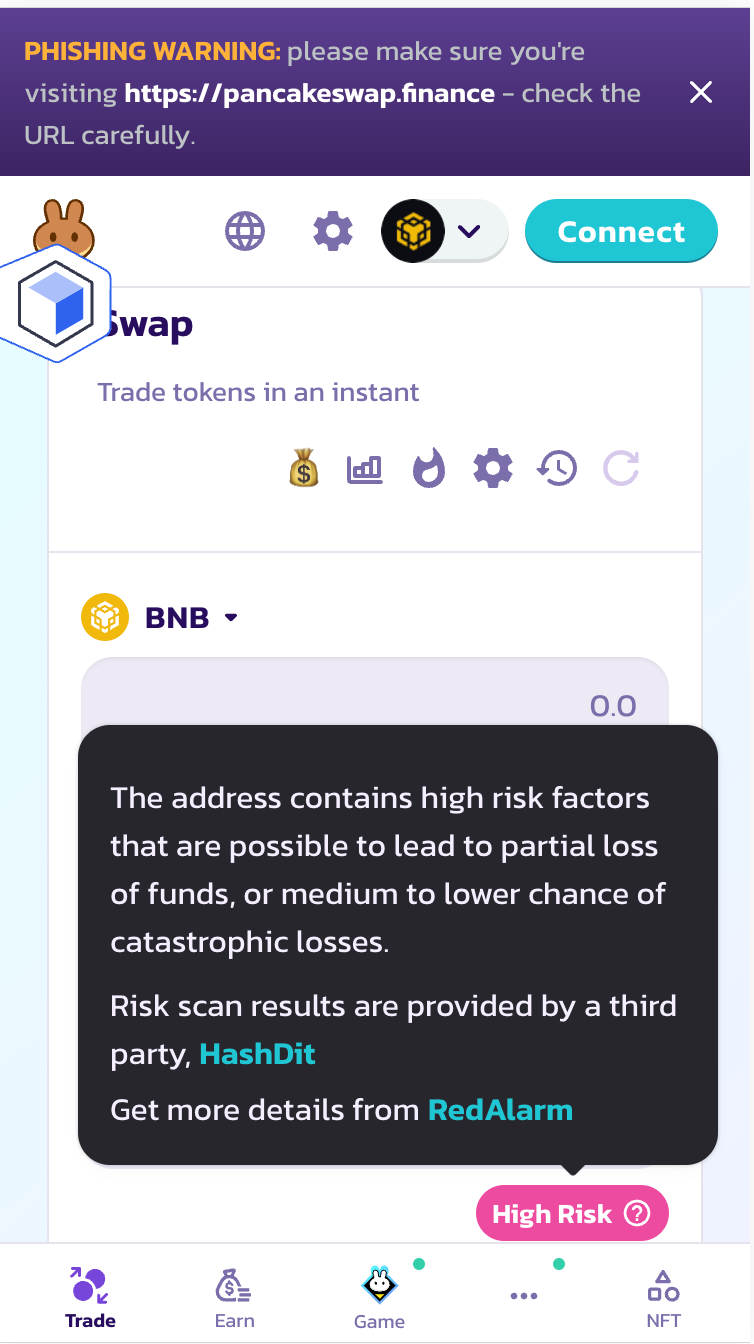 PHISHING WARNING: please make sure you're
visiting https://pancakeswap.finance - check the
URL carefully.
Connect
Swap
Trade tokens in an instant
BNB
0.0
The address contains high risk factors
that are possible to lead to partial loss
of funds, or medium to lower chance of
catastrophic losses.
Risk scan results are provided by a third
party, HashDit
Get more details from RedAlarm
High Risk
Trade
Earn
Game
NFT